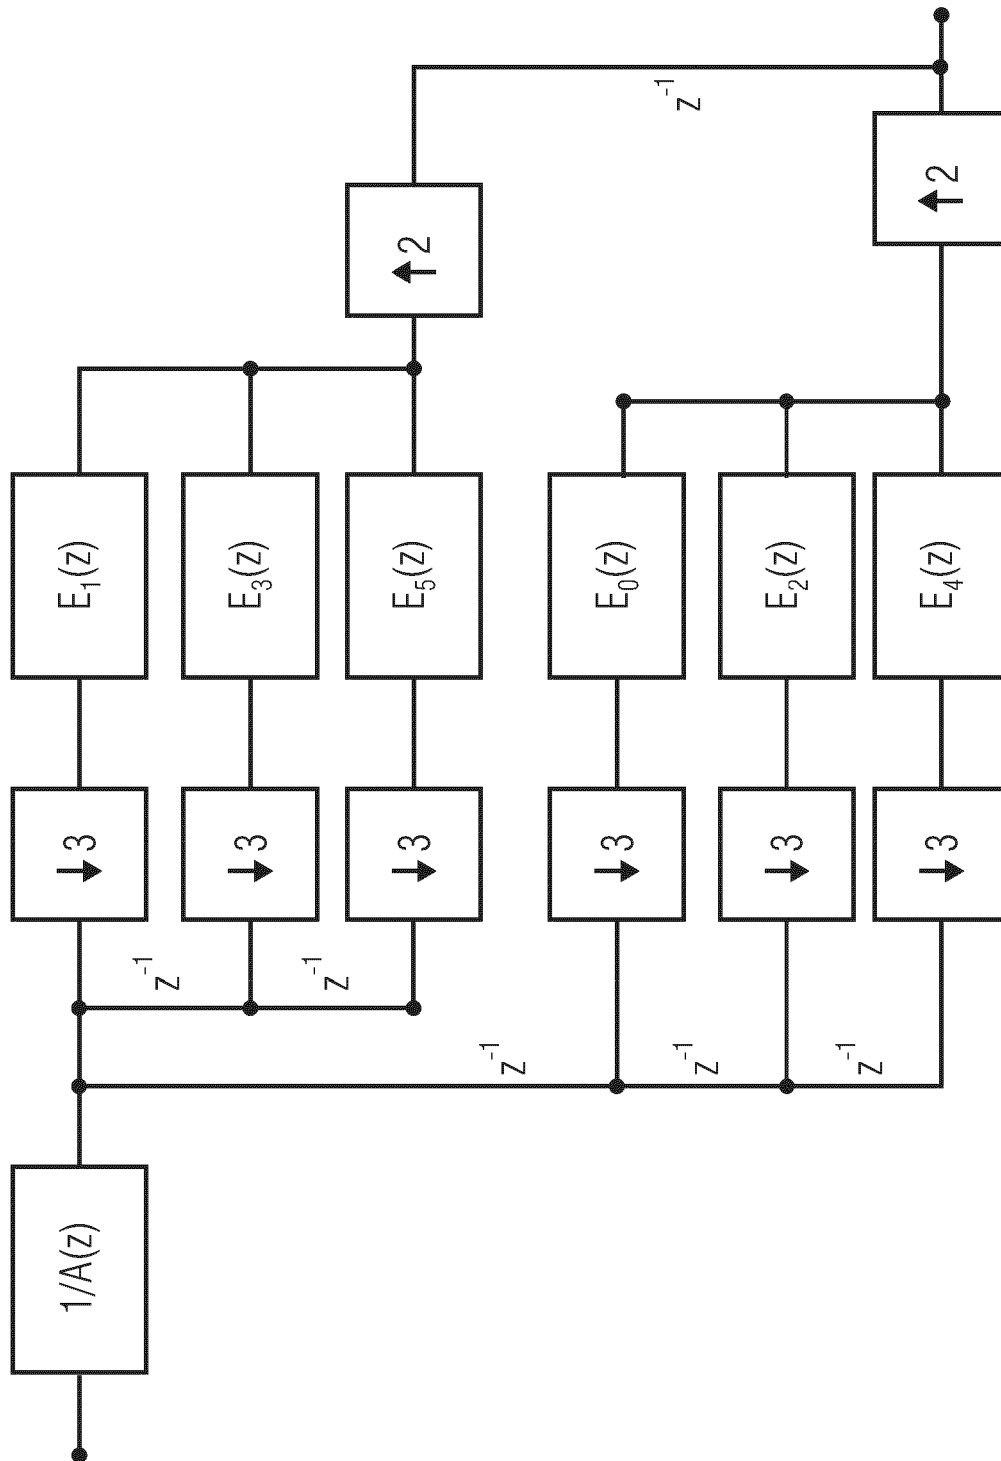 1/A(z)
↓3
E₁(z)
z⁻¹
↓3
E₃(z)
z⁻¹
↓3
E₅(z)
↑2
z⁻¹
↓3
E₀(z)
z⁻¹
z⁻¹
↓3
E₂(z)
z⁻¹
↓3
E₄(z)
↑2